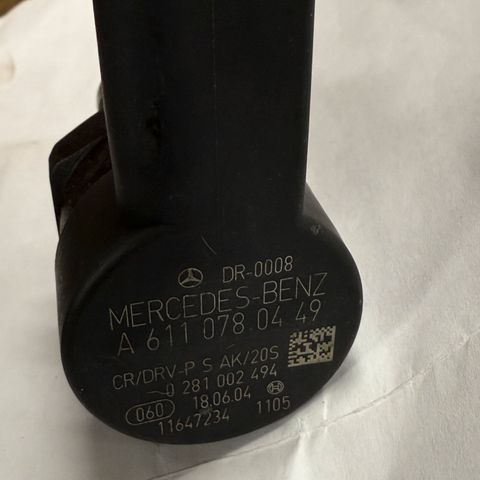 DR-0008
MERCEDES-BENZ
A 611 078 04 49
CR/DRV-P S AK/20S
0 281 002 494
060 18.06.04
11647234 1105